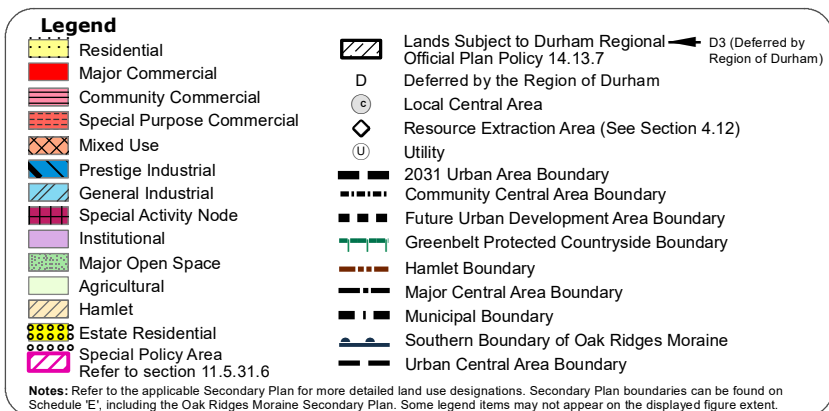 Legend
Residential
Major Commercial
Community Commercial
Special Purpose Commercial
Mixed Use
Prestige Industrial
General Industrial
Special Activity Node
Institutional
Major Open Space
Agricultural
Hamlet
Estate Residential
Special Policy Area
Refer to section 11.5.31.6
Lands Subject to Durham Regional
Official Plan Policy 14.13.7
D3 (Deferred by
Region of Durham)
D Deferred by the Region of Durham
c Local Central Area
Resource Extraction Area (See Section 4.12)
U Utility
2031 Urban Area Boundary
Community Central Area Boundary
Future Urban Development Area Boundary
Greenbelt Protected Countryside Boundary
Hamlet Boundary
Major Central Area Boundary
Municipal Boundary
Southern Boundary of Oak Ridges Moraine
Urban Central Area Boundary
Notes: Refer to the applicable Secondary Plan for more detailed land use designations. Secondary Plan boundaries can be found on
Schedule 'E', including the Oak Ridges Moraine Secondary Plan. Some legend items may not appear on the displayed figure extent.